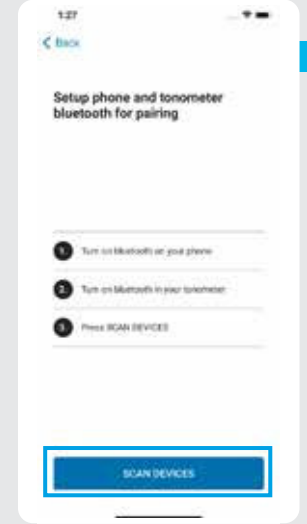 1:27
< Back
Setup phone and tonometer
bluetooth for pairing
1. Turn on bluetooth on your phone
2. Turn on bluetooth in your tonometer
3. Press SCAN DEVICES
SCAN DEVICES